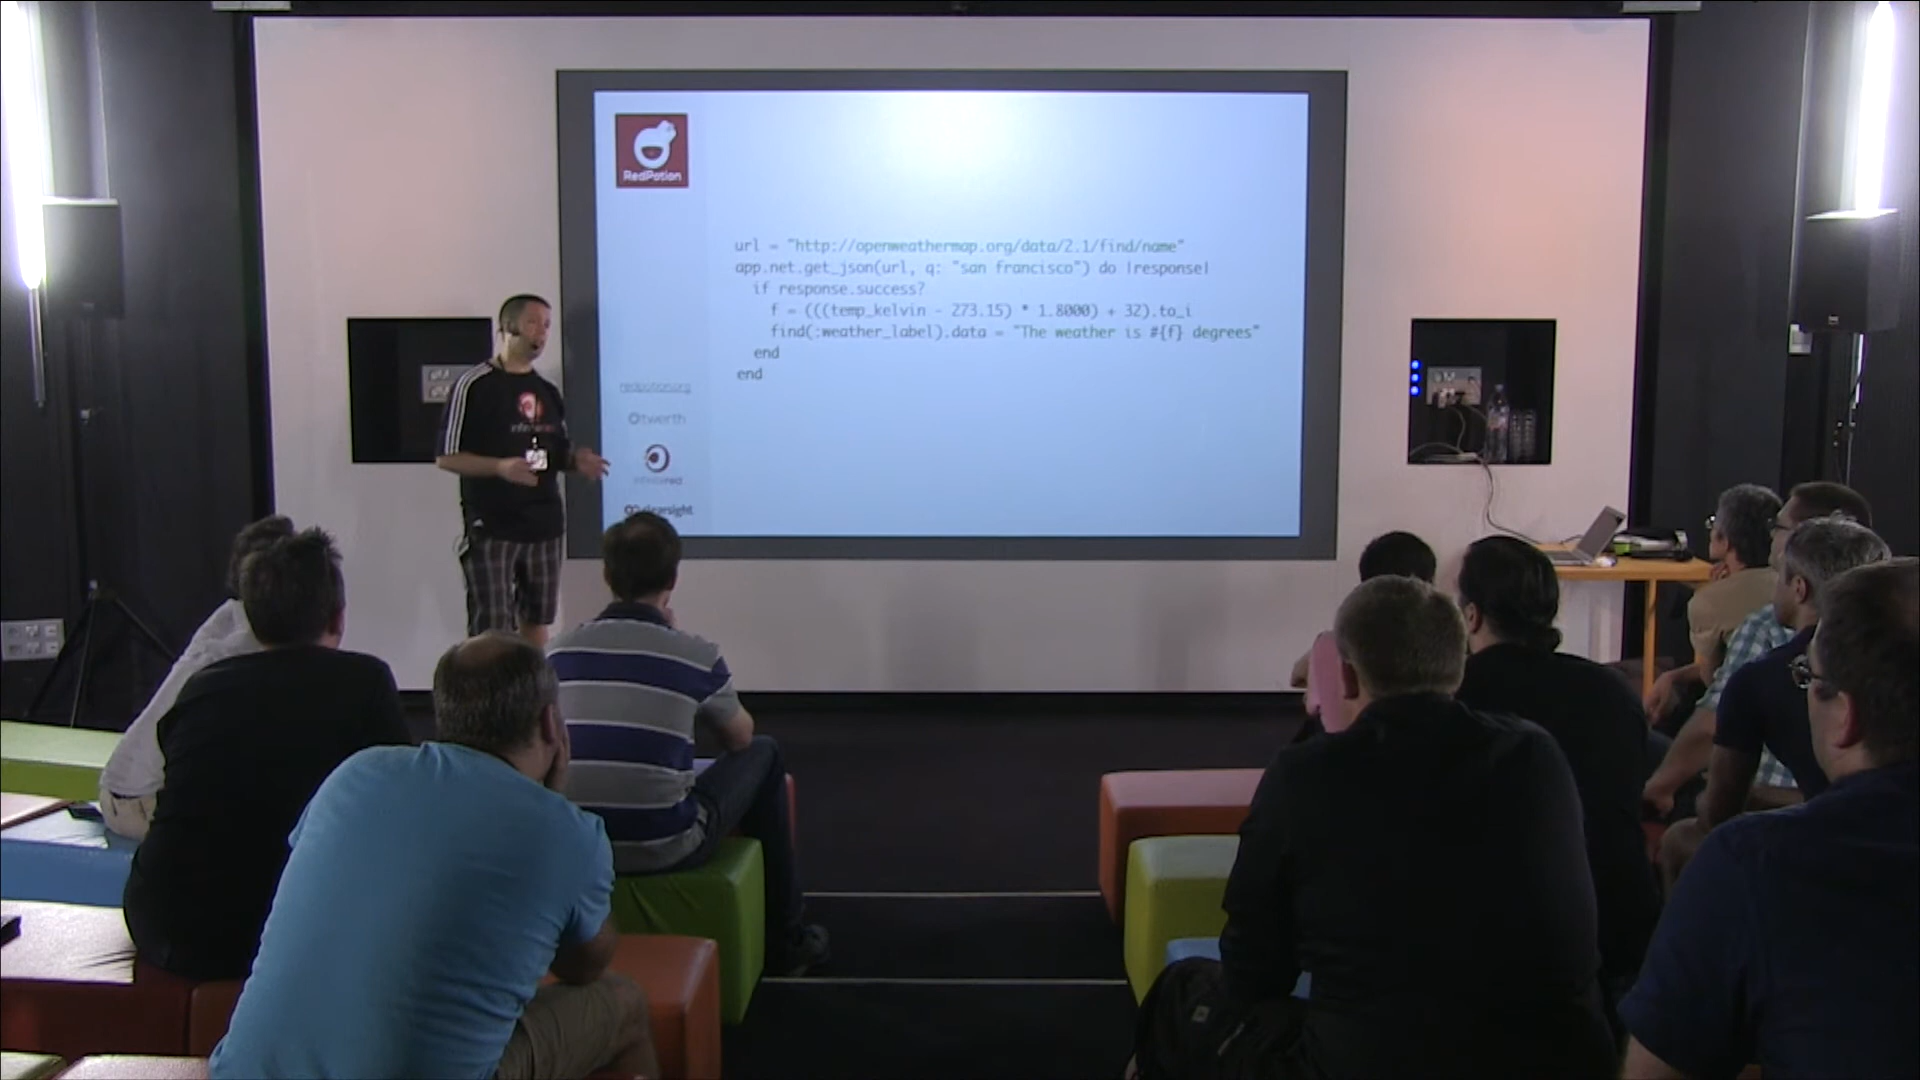 RedPotion
url = "http://openweathermap.org/data/2.1/find/name"
app.net.get_json(url, q: "san francisco") do |response|
if response.success?
f = (((temp_kelvin - 273.15) * 1.8000) + 32).to_i
find(:weather_label).data = "The weather is #{f} degrees"
end
end
redpotion.org
twerth
infinitered
clearsight